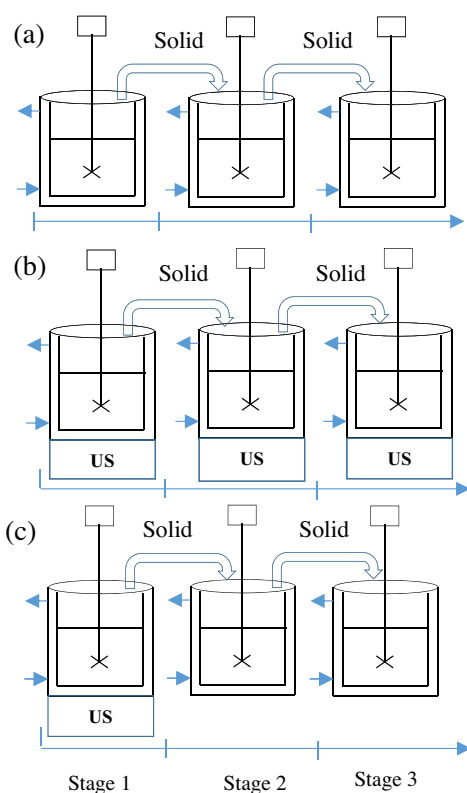 (a)
Solid
Solid
(b)
Solid
Solid
US
US
US
(c)
Solid
Solid
US
Stage 1
Stage 2
Stage 3